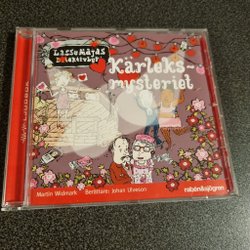 LasseMajas
Detektivbyrå
Kärleks-
mysteriet
Martin Widmark Berättare: Johan Ulveson rabén&sjögren